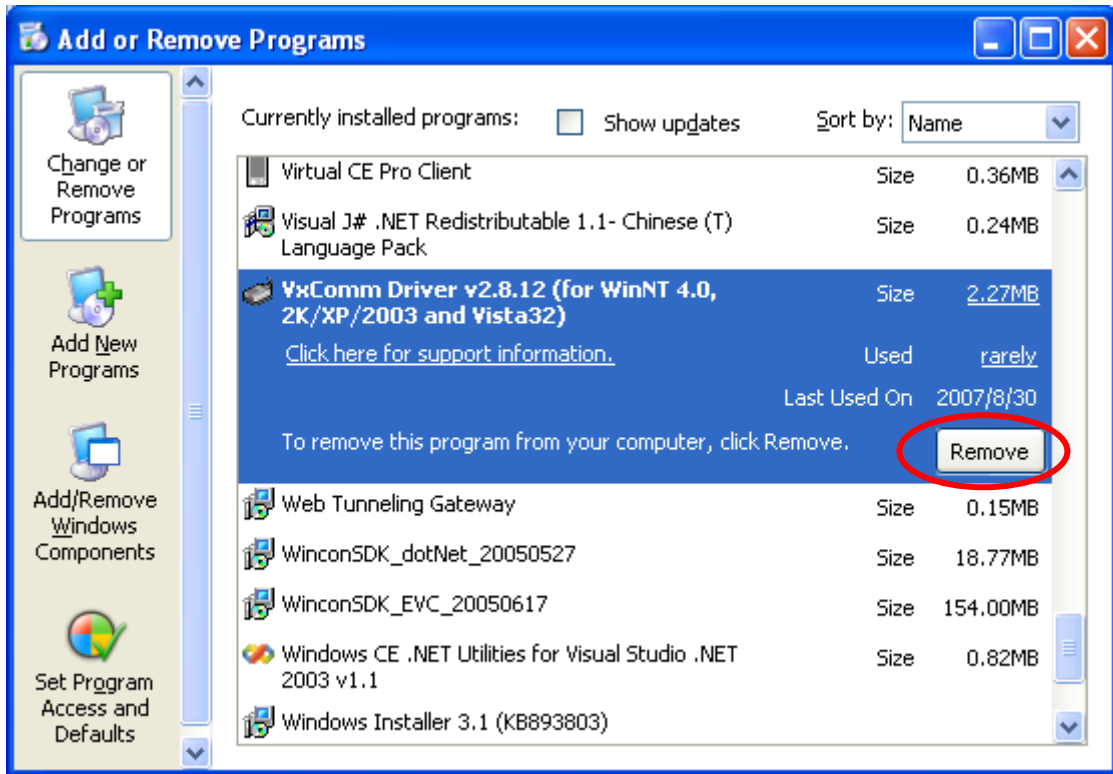 Add or Remove Programs
Change or
Remove
Programs
Add New
Programs
Add/Remove
Windows
Components
Set Program
Access and
Defaults
Currently installed programs:
Show updates
Sort by:
Name
Virtual CE Pro Client
Size
0.36MB
Visual J# .NET Redistributable 1.1- Chinese (T)
Language Pack
Size
0.24MB
VxComm Driver v2.8.12 (for WinNT 4.0,
2K/XP/2003 and Vista32)
Size
2.27MB
Click here for support information.
Used
rarely
Last Used On
2007/8/30
To remove this program from your computer, click Remove.
Remove
Web Tunneling Gateway
Size
0.15MB
WinconSDK_dotNet_20050527
Size
18.77MB
WinconSDK_EVC_20050617
Size
154.00MB
Windows CE .NET Utilities for Visual Studio .NET
2003 v1.1
Size
0.82MB
Windows Installer 3.1 (KB893803)